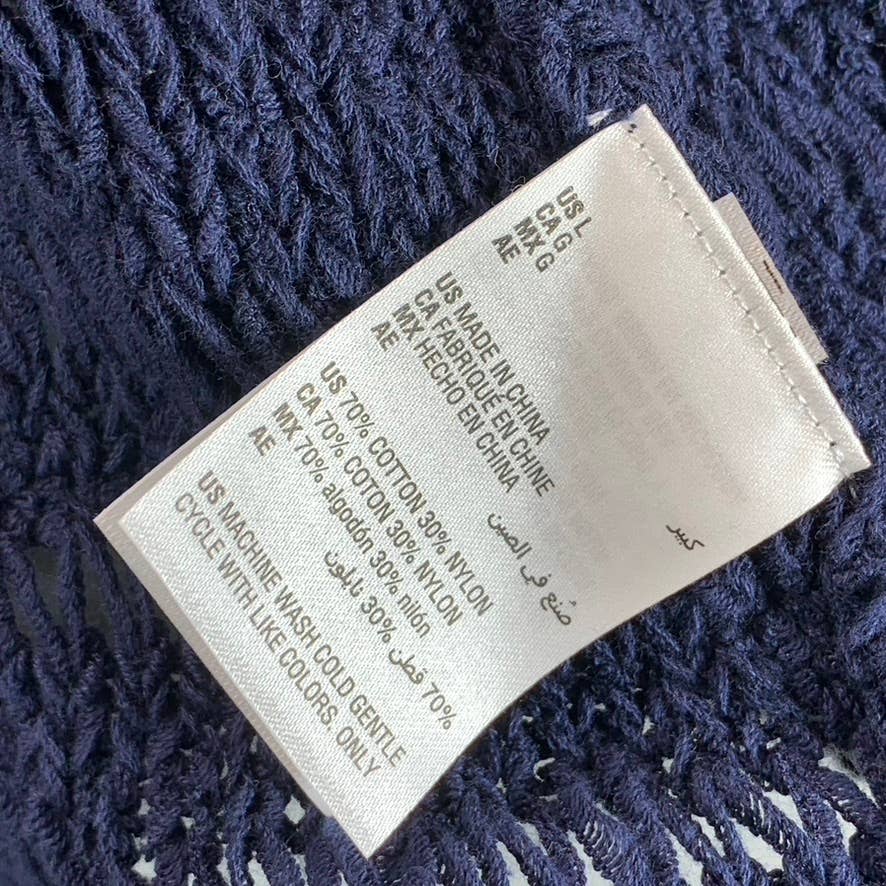 US L
CA G
MX G
AE كبير
US MADE IN CHINA
CA FABRIQUÉ EN CHINE
MX HECHO EN CHINA
AE صُنع في الصين
US 70% COTTON 30% NYLON
CA 70% COTON 30% NYLON
MX 70% algodón 30% nilón
AE 70% قطن 30% نايلون
US MACHINE WASH COLD GENTLE
CYCLE WITH LIKE COLORS. ONLY